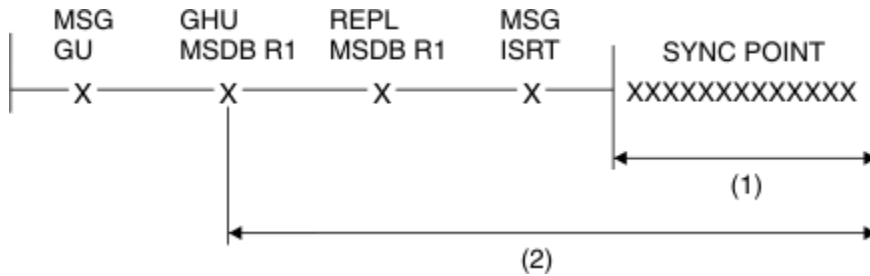 MSG GHU REPL MSG
GU MSDB R1 MSDB R1 ISRT SYNC POINT
X X X X XXXXXXXXXXXXX
(1)
(2)